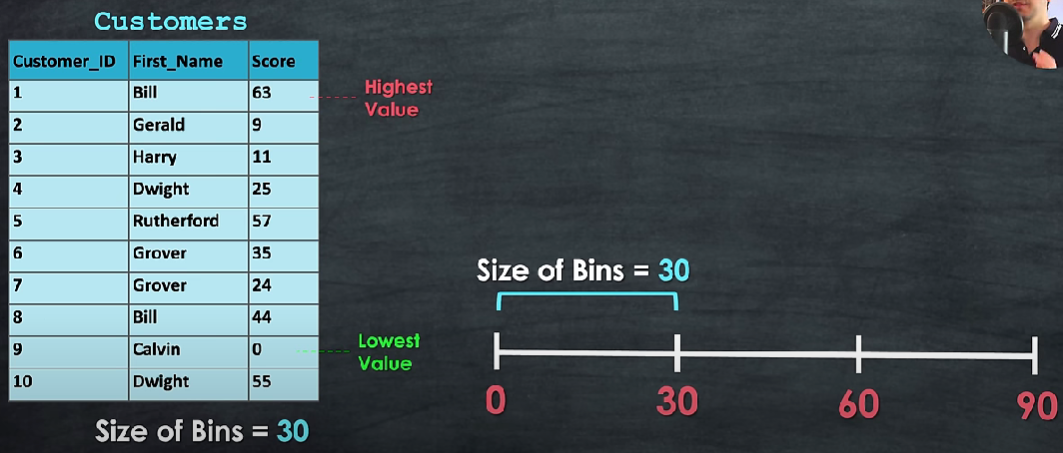 Customers
Customer_ID First_Name Score
1 Bill 63
2 Gerald 9
3 Harry 11
4 Dwight 25
5 Rutherford 57
6 Grover 35
7 Grover 24
8 Bill 44
9 Calvin 0
10 Dwight 55
Size of Bins = 30
Highest
Value
Lowest
Value
Size of Bins = 30
0 30 60 90